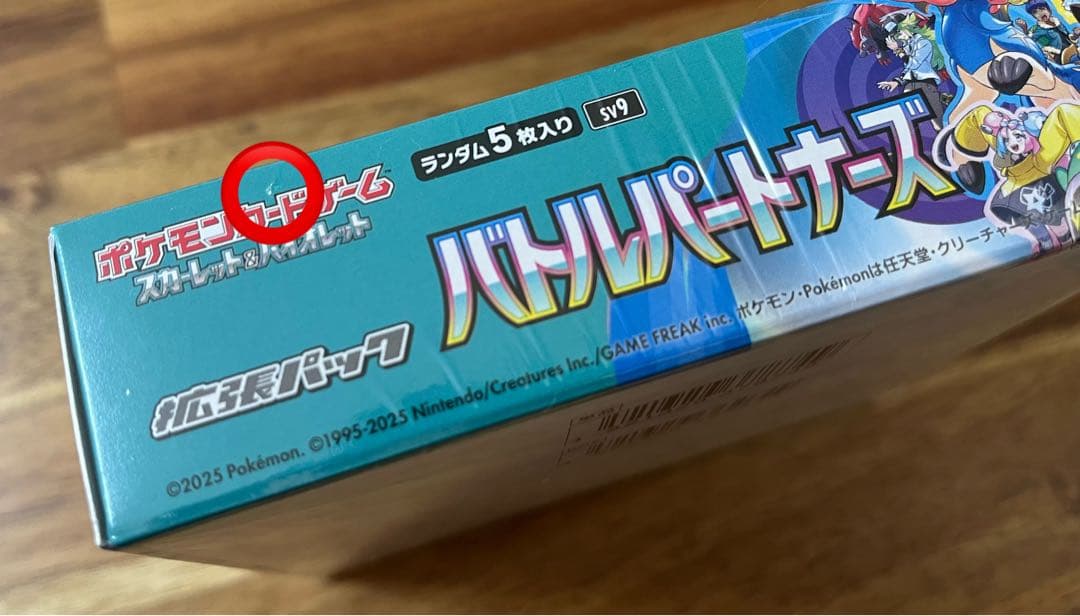 ポケモンカードゲーム
スカーレット&バイオレット
ランダム5枚入り
sv9
拡張パック
バトルパートナーズ
©2025 Pokémon. ©1995-2025 Nintendo/Creatures Inc./GAME FREAK inc. ポケモン・Pokémonは任天堂・クリーチャーズ